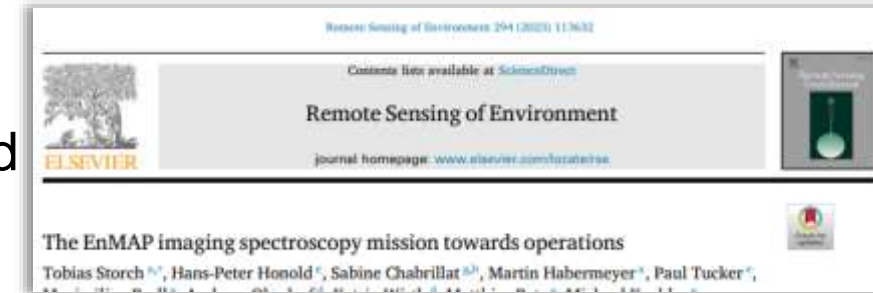 Remote Sensing of Environment 294 (2023) 113632
Contents lists available at ScienceDirect
Remote Sensing of Environment
journal homepage: www.elsevier.com/locate/rse
ELSEVIER
d
The EnMAP imaging spectroscopy mission towards operations
Tobias Storch a,*, Hans-Peter Honold c, Sabine Chabrillat a,b, Martin Habermeyer a, Paul Tucker c,